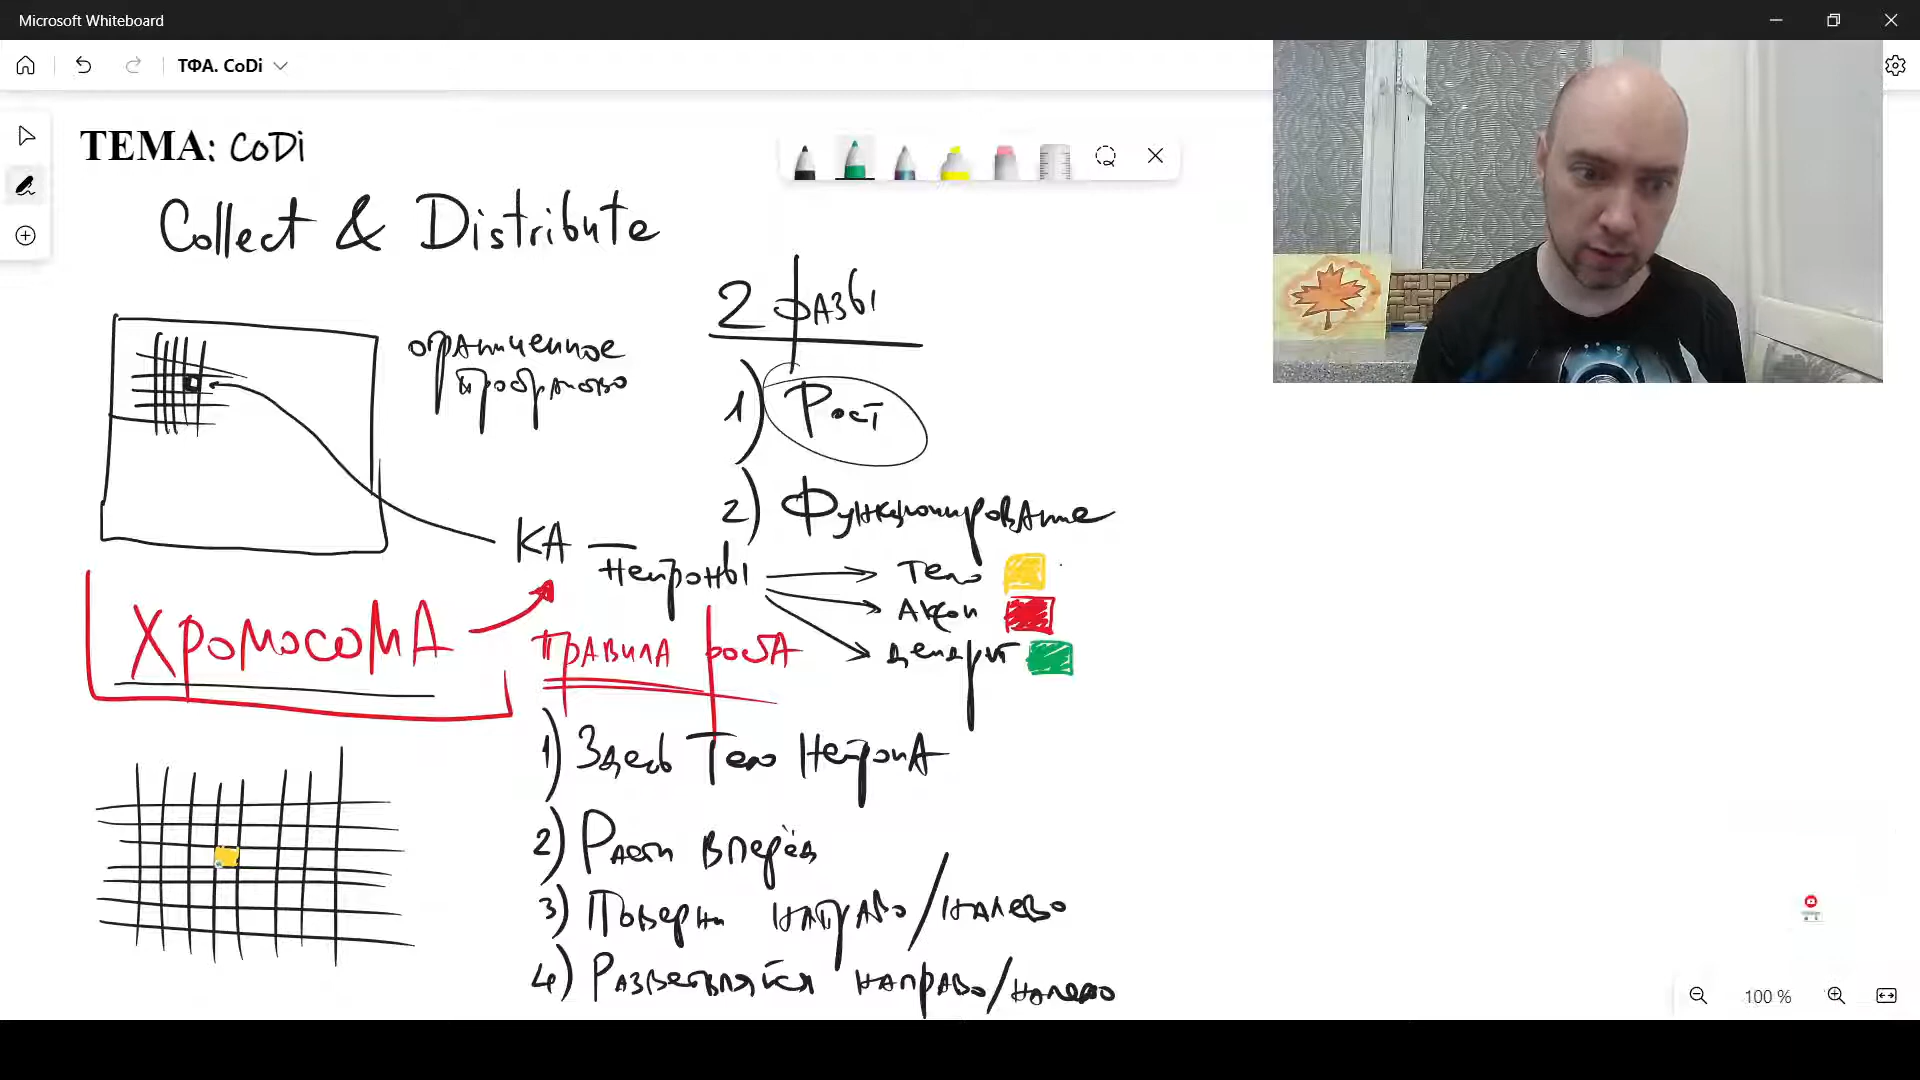 Microsoft Whiteboard
ТФА. CoDi
ТЕМА: CoDi
Collect & Distribute
2 фазы
ограниченное
пространство
1) Рост
2) Функционирование
КА — Нейроны
Тело
Аксон
Дендрит
Хромосома
Правила роста
1) Здесь Тело Нейрона
2) Расти вперёд
3) Поверни направо/налево
4) Разветвляйся направо/налево
100 %